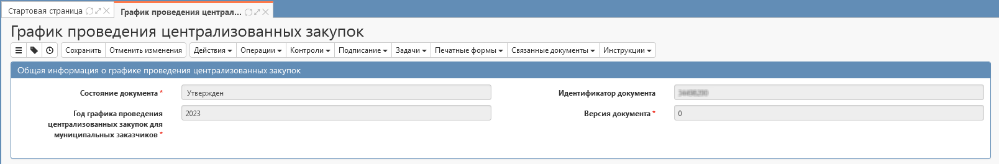 Стартовая страница
График проведения централ...
График проведения централизованных закупок
Сохранить Отменить изменения Действия Операции Контроли Подписание Задачи Печатные формы Связанные документы Инструкции
Общая информация о графике проведения централизованных закупок
Состояние документа * Утвержден
Идентификатор документа
Год графика проведения централизованных закупок для муниципальных заказчиков * 2023
Версия документа * 0